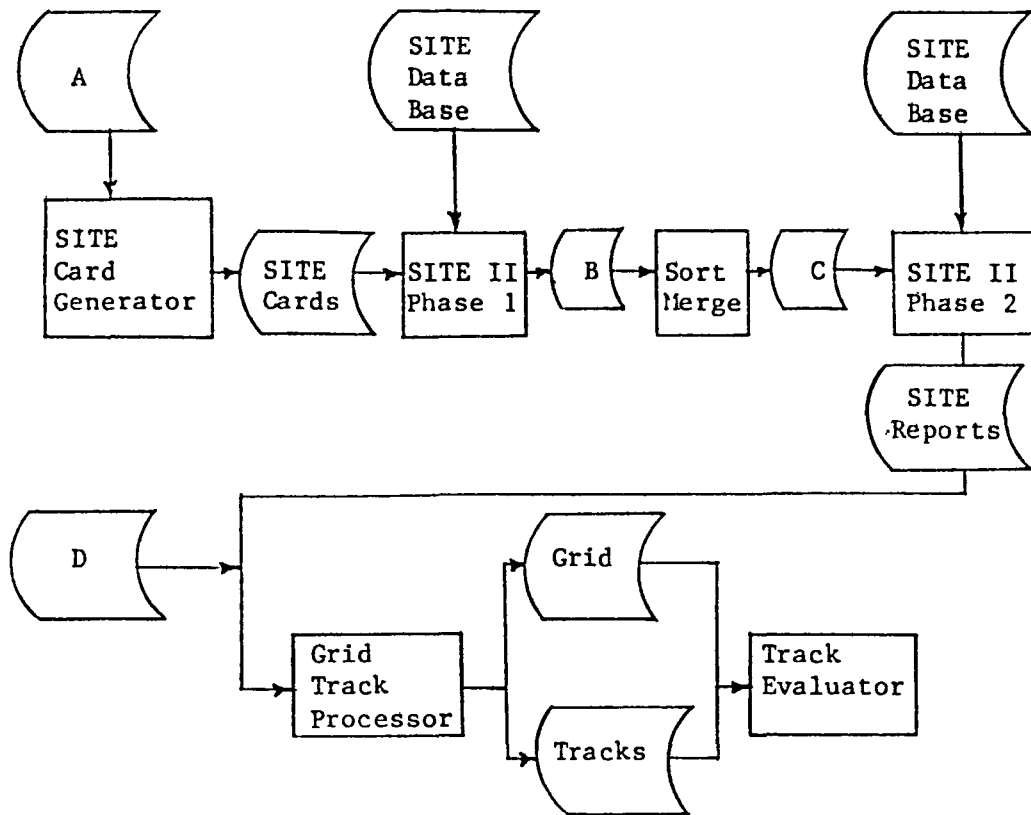 A
SITE
Data
Base
SITE
Data
Base
SITE
Card
Generator
SITE
Cards
SITE II
Phase 1
B
Sort
Merge
C
SITE II
Phase 2
SITE
Reports
D
Grid
Track
Processor
Grid
Tracks
Track
Evaluator